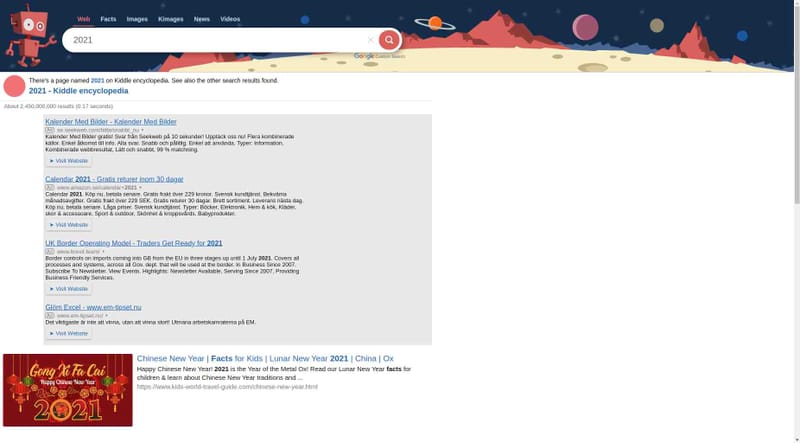 Web Facts Images Kimages News Videos
2021
Google Custom Search
There's a page named 2021 on Kiddle encyclopedia. See also the other search results found.
2021 - Kiddle encyclopedia
About 2,450,000,000 results (0.17 seconds)
Kalender Med Bilder - Kalender Med Bilder
Ad
Kalender Med Bilder gratis! Svar från Seekweb på 10 sekunder! Upptäck oss nu! Flera kombinerade
källor. Enkel åtkomst till info. Alla svar. Snabb och pålitlig. Enkel att använda. Typer: Information,
Kombinerade webbresultat, Lätt och snabbt, 99 % matchning.
➤ Visit Website
Calendar 2021 - Gratis returer inom 30 dagar
Ad www.amazon.se/calendar+2021
Calendar 2021. Köp nu, betala senare. Gratis frakt över 229 kronor. Svensk kundtjänst. Bekväma
månadsavgifter. Gratis frakt över 229 SEK. Gratis returer 30 dagar. Brett sortiment. Leverans nästa dag.
Köp nu, betala senare. Svensk kundtjänst. Typer: Böcker, Elektronik, Hem & kök, Kläder,
skor & accessoarer, Sport & outdoor, Skönhet & kroppsvård, Babyprodukter.
➤ Visit Website
UK Border Operating Model - Traders Get Ready for 2021
Ad
Border controls on imports coming into GB from the EU in three stages up until 1 July 2021. Covers all
processes and systems, across all Gov. dept. that will be used at the border. In Business Since 2007.
Subscribe To Newsletter. View Events. Highlights: Newsletter Available, Serving Since 2007, Providing
Business Friendly Services.
➤ Visit Website
Glöm Excel - www.em-tipset.nu
Ad www.em-tipset.nu/
Det viktigaste är inte att vinna, utan att vinna stort! Utmana arbetskamraterna på EM.
➤ Visit Website
Gong Xi Fa Cai
Happy Chinese New Year
2021
Chinese New Year | Facts for Kids | Lunar New Year 2021 | China | Ox
Happy Chinese New Year! 2021 is the Year of the Metal Ox! Read our Lunar New Year facts for
children & learn about Chinese New Year traditions and ...
https://www.kids-world-travel-guide.com/chinese-new-year.html